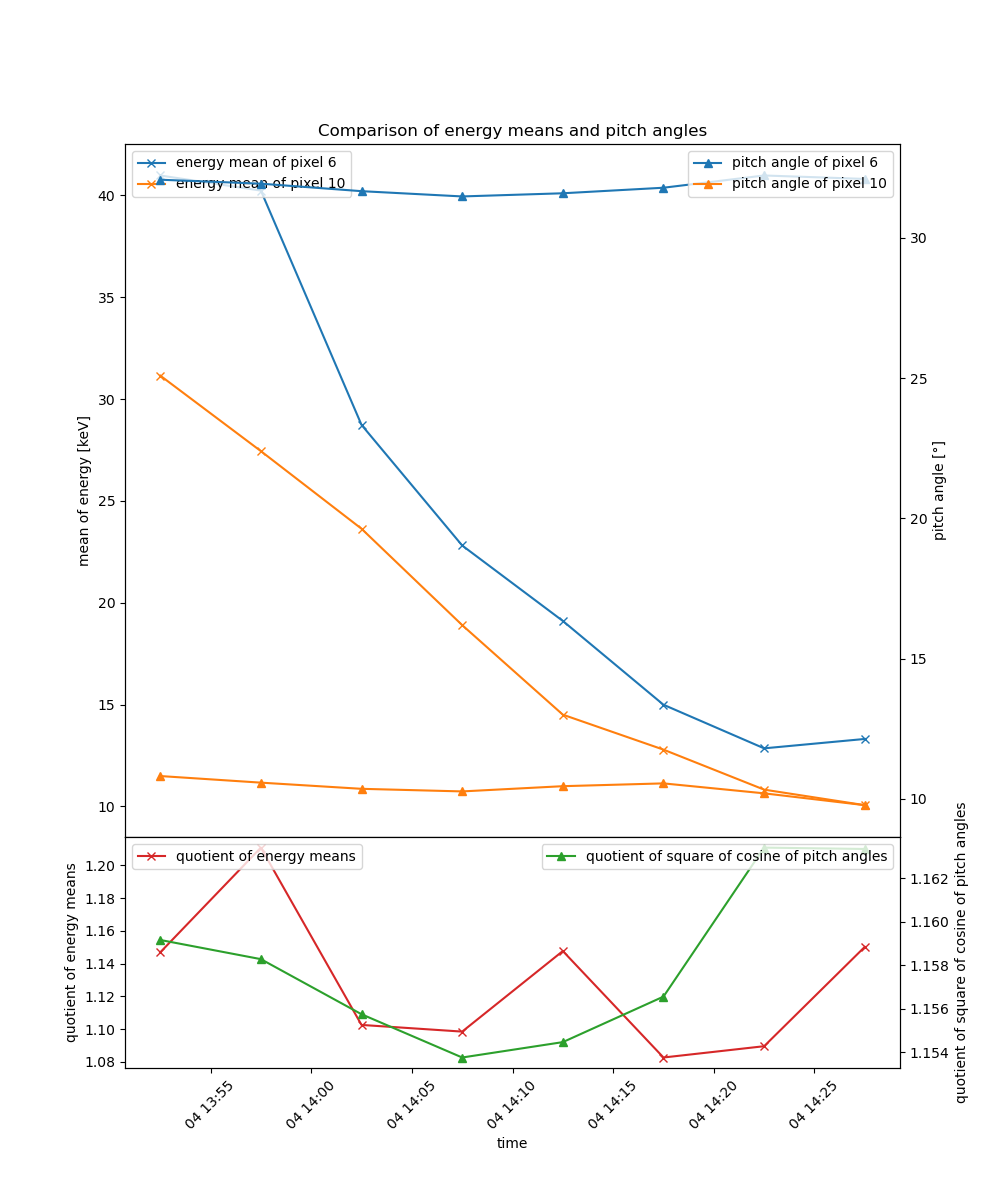 Comparison of energy means and pitch angles
energy mean of pixel 6
energy mean of pixel 10
pitch angle of pixel 6
pitch angle of pixel 10
40
35
30
25
20
15
10
mean of energy [keV]
30
25
20
15
10
pitch angle [°]
quotient of energy means
quotient of square of cosine of pitch angles
1.20
1.18
1.16
1.14
1.12
1.10
1.08
quotient of energy means
1.162
1.160
1.158
1.156
1.154
quotient of square of cosine of pitch angles
04 13:55
04 14:00
04 14:05
04 14:10
04 14:15
04 14:20
04 14:25
time